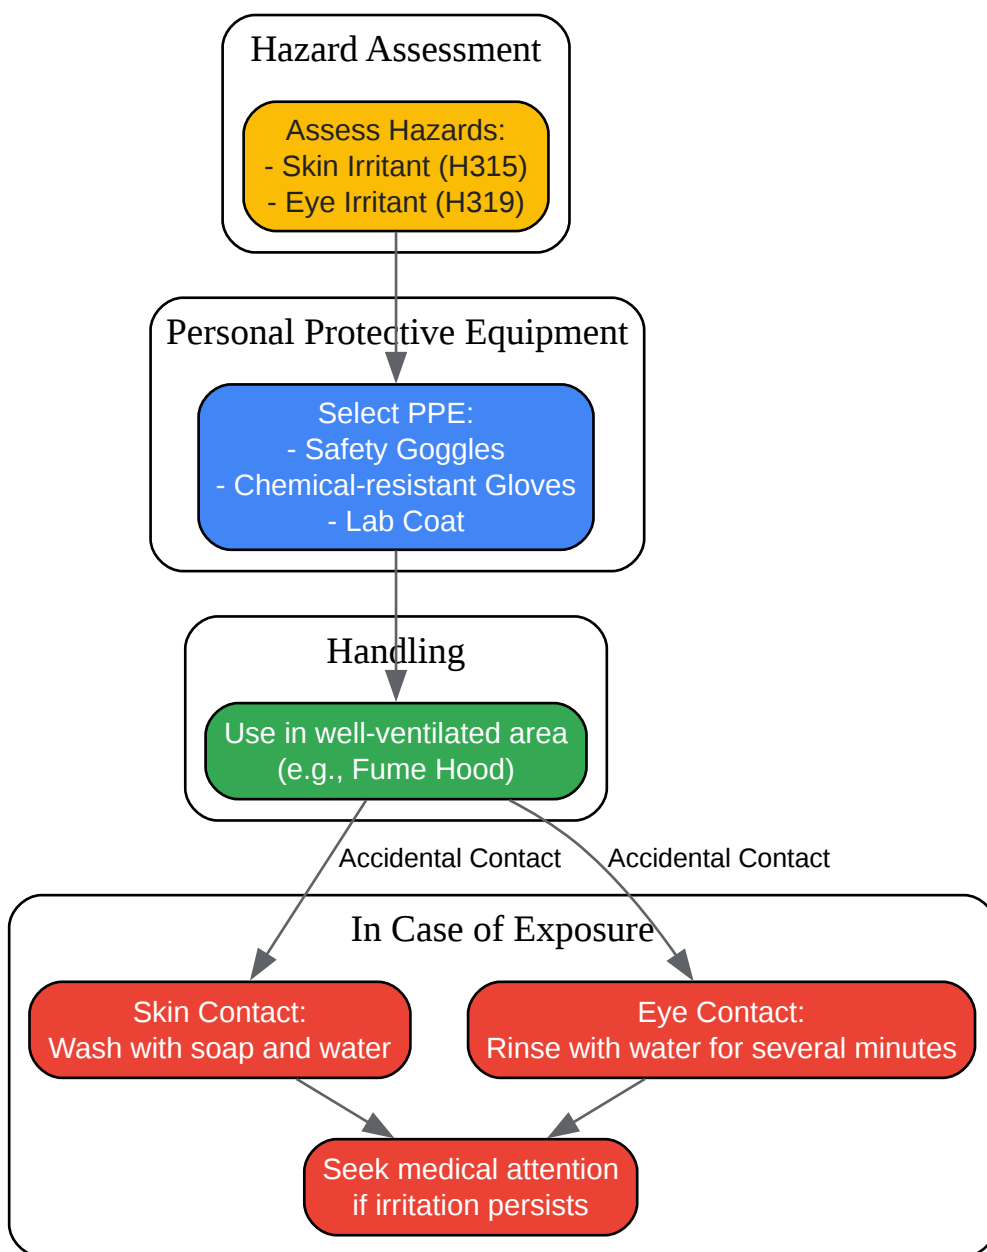 Hazard Assessment
Assess Hazards:
- Skin Irritant (H315)
- Eye Irritant (H319)
Personal Protective Equipment
Select PPE:
- Safety Goggles
- Chemical-resistant Gloves
- Lab Coat
Handling
Use in well-ventilated area
(e.g., Fume Hood)
Accidental Contact
Accidental Contact
In Case of Exposure
Skin Contact:
Wash with soap and water
Eye Contact:
Rinse with water for several minutes
Seek medical attention
if irritation persists